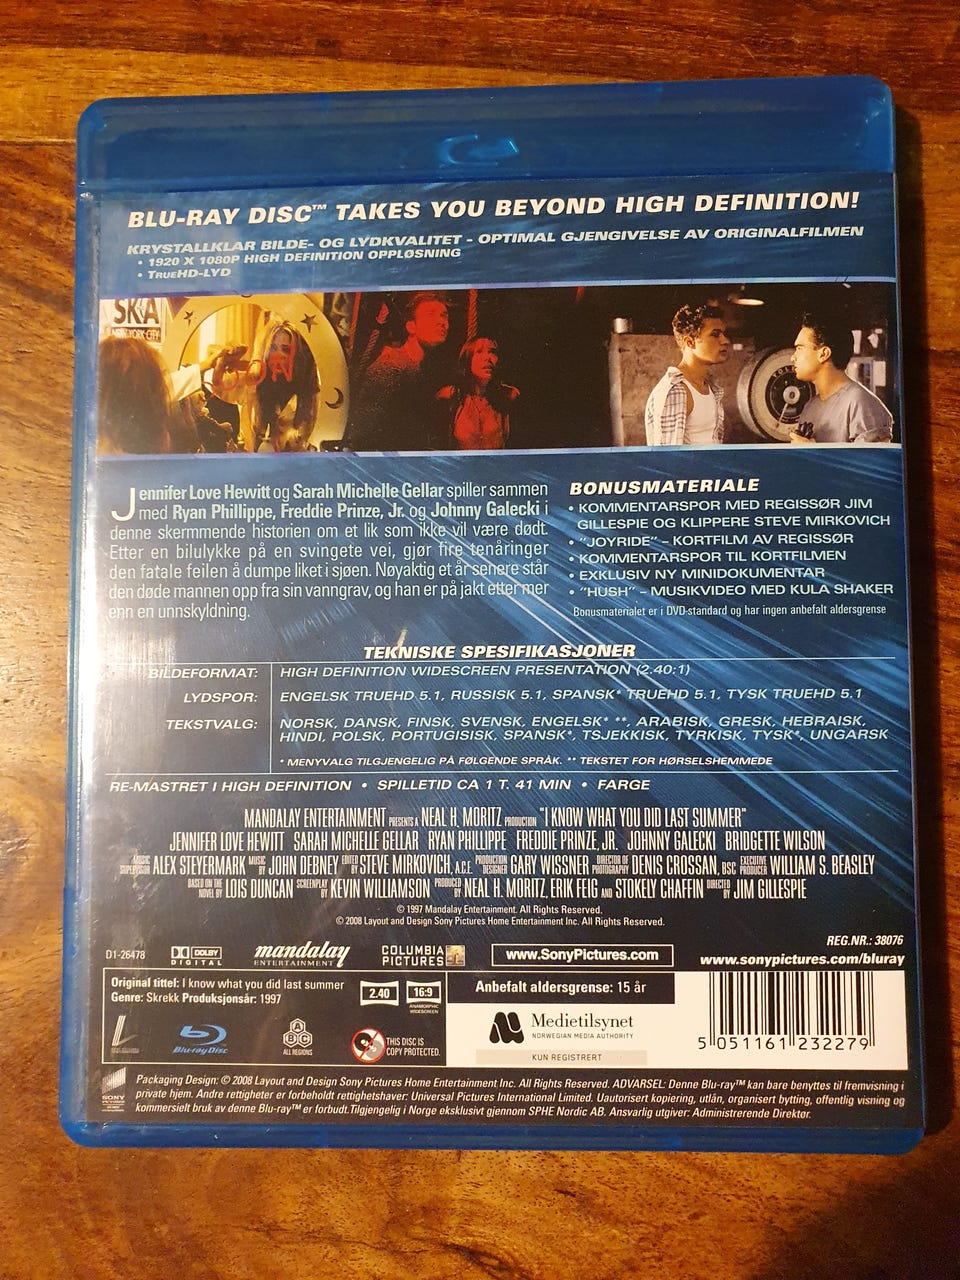 BLU-RAY DISC™ TAKES YOU BEYOND HIGH DEFINITION!
KRYSTALLKLAR BILDE- OG LYDKVALITET - OPTIMAL GJENGIVELSE AV ORIGINALFILMEN
• 1920 X 1080P HIGH DEFINITION OPPLØSNING
• TRUEHD-LYD
SKA
NEW YORK CITY
SOON
Jennifer Love Hewitt og Sarah Michelle Gellar spiller sammen
med Ryan Phillippe, Freddie Prinze, Jr. og Johnny Galecki i
denne skremmende historien om et lik som ikke vil være dødt.
Etter en bilulykke på en svingete vei, gjør fire tenåringer
den fatale feilen å dumpe liket i sjøen. Nøyaktig et år senere står
den døde mannen opp fra sin vanngrav, og han er på jakt etter mer
enn en unnskyldning.
BONUSMATERIALE
• KOMMENTARSPOR MED REGISSØR JIM
GILLESPIE OG KLIPPERE STEVE MIRKOVICH
• "JOYRIDE" – KORTFILM AV REGISSØR
• KOMMENTARSPOR TIL KORTFILMEN
• EXKLUSIV NY MINIDOKUMENTAR
• "HUSH" – MUSIKVIDEO MED KULA SHAKER
Bonusmaterialet er i DVD-standard og har ingen anbefalt aldersgrense
TEKNISKE SPESIFIKASJONER
BILDEFORMAT: HIGH DEFINITION WIDESCREEN PRESENTATION (2.40:1)
LYDSPOR: ENGELSK TRUEHD 5.1, RUSSISK 5.1, SPANSK* TRUEHD 5.1, TYSK TRUEHD 5.1
TEKSTVALG: NORSK, DANSK, FINSK, SVENSK, ENGELSK* **, ARABISK, GRESK, HEBRAISK,
HINDI, POLSK, PORTUGISISK, SPANSK*, TSJEKKISK, TYRKISK, TYSK*, UNGARSK
* MENYVALG TILGJENGELIG PÅ FØLGENDE SPRÅK. ** TEKSTET FOR HØRSELSHEMMEDE
RE-MASTRET I HIGH DEFINITION • SPILLETID CA 1 T. 41 MIN • FARGE
MANDALAY ENTERTAINMENT PRESENTS A NEAL H. MORITZ PRODUCTION "I KNOW WHAT YOU DID LAST SUMMER"
JENNIFER LOVE HEWITT SARAH MICHELLE GELLAR RYAN PHILLIPPE FREDDIE PRINZE, JR. JOHNNY GALECKI BRIDGETTE WILSON
MUSIC SUPERVISION ALEX STEYERMARK MUSIC BY JOHN DEBNEY EDITED BY STEVE MIRKOVICH, A.C.E. PRODUCTION DESIGNER GARY WISSNER DIRECTOR OF PHOTOGRAPHY DENIS CROSSAN, BSC EXECUTIVE PRODUCER WILLIAM S. BEASLEY
BASED ON THE NOVEL BY LOIS DUNCAN SCREENPLAY BY KEVIN WILLIAMSON PRODUCED BY NEAL H. MORITZ, ERIK FEIG AND STOKELY CHAFFIN DIRECTED BY JIM GILLESPIE
© 1997 Mandalay Entertainment. All Rights Reserved.
© 2008 Layout and Design Sony Pictures Home Entertainment Inc. All Rights Reserved.
REG.NR.: 38076
D1-26478
DOLBY
DIGITAL
mandalay
ENTERTAINMENT
COLUMBIA
PICTURES
www.SonyPictures.com
www.sonypictures.com/bluray
Original tittel: I know what you did last summer
Genre: Skrekk Produksjonsår: 1997
2.40
16:9
ANAMORPHIC
WIDESCREEN
Blu-ray Disc
A
B C
ALL REGIONS
THIS DISC IS
COPY PROTECTED.
Anbefalt aldersgrense: 15 år
Medietilsynet
NORWEGIAN MEDIA AUTHORITY
KUN REGISTRERT
5 051161 232279
SONY
PICTURES
Packaging Design: © 2008 Layout and Design Sony Pictures Home Entertainment Inc. All Rights Reserved. ADVARSEL: Denne Blu-ray™ kan bare benyttes til fremvisning i
private hjem. Andre rettigheter er forbeholdt rettighetshaver: Universal Pictures International Limited. Uautorisert kopiering, utlån, organisert bytting, offentlig visning og
kommersielt bruk av denne Blu-ray™ er forbudt.Tilgjengelig i Norge eksklusivt gjennom SPHE Nordic AB. Ansvarlig utgiver: Administrerende Direktør.